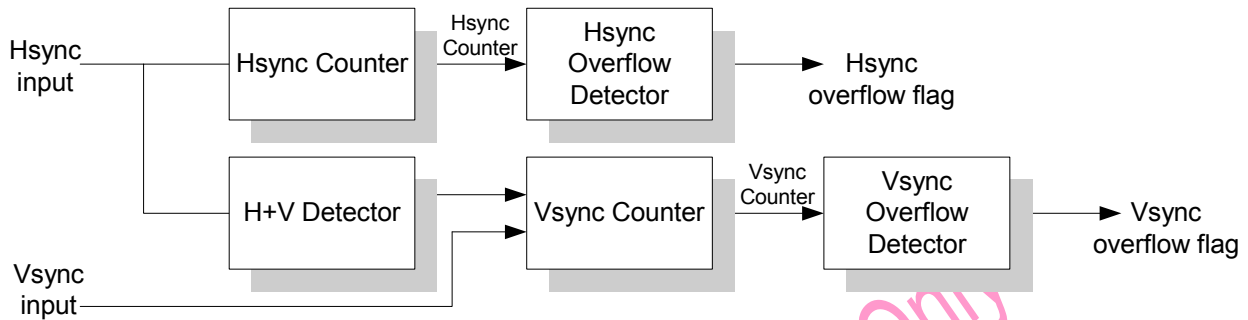 Hsync
input
Hsync Counter
Hsync
Counter
Hsync
Overflow
Detector
Hsync
overflow flag
H+V Detector
Vsync Counter
Vsync
Counter
Vsync
Overflow
Detector
Vsync
overflow flag
Vsync
input
Only